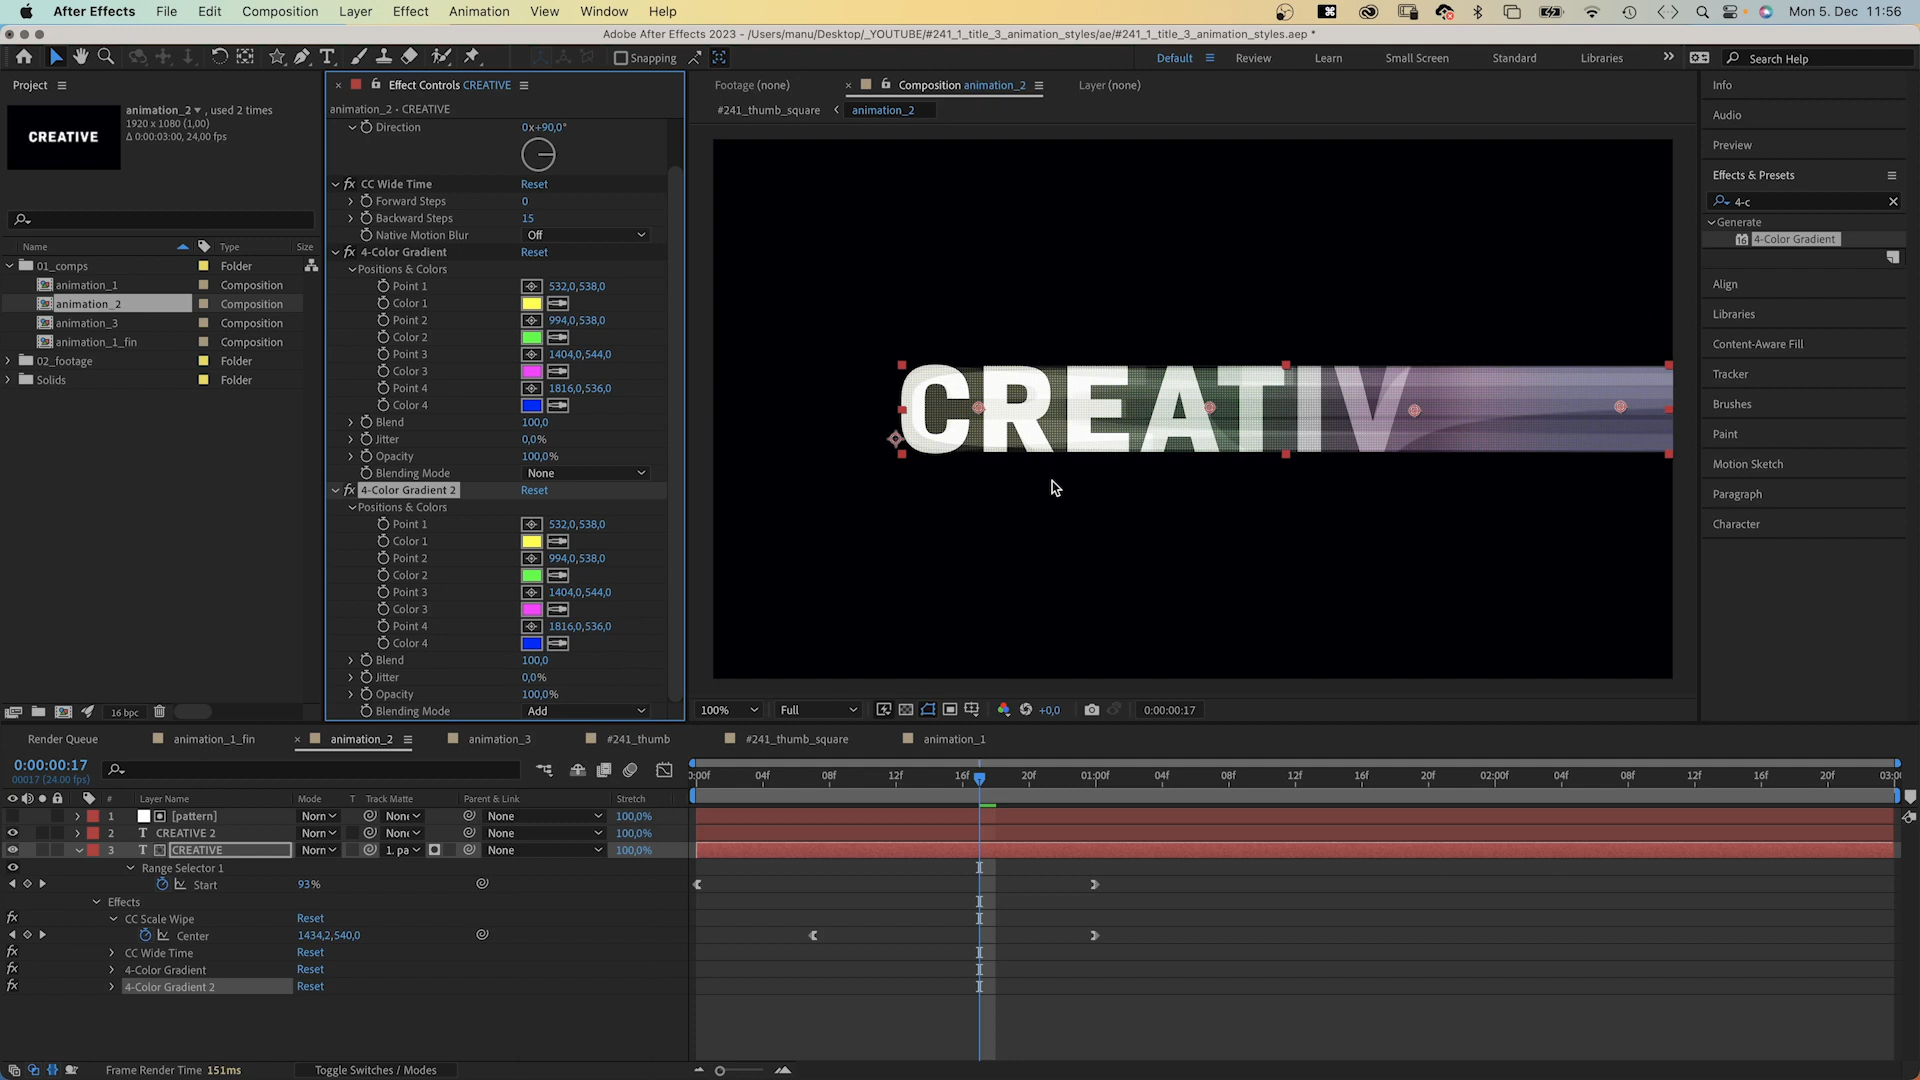 After Effects File Edit Composition Layer Effect Animation View Window Help Mon 5. Dec 11:56
Adobe After Effects 2023 - /Users/manu/Desktop/_YOUTUBE/#241_1_title_3_animation_styles/ae/#241_1_title_3_animation_styles.aep *
Snapping Default Review Learn Small Screen Standard Libraries Search Help
Project
animation_2 , used 2 times
1920 x 1080 (1,00)
Δ 0:00:03:00, 24,00 fps
CREATIVE
Name Type Size
01_comps Folder
animation_1 Composition
animation_2 Composition
animation_3 Composition
animation_1_fin Composition
02_footage Folder
Solids Folder
16 bpc
Effect Controls CREATIVE
animation_2 • CREATIVE
Direction 0x+90,0°
fx CC Wide Time Reset
Forward Steps 0
Backward Steps 15
Native Motion Blur Off
fx 4-Color Gradient Reset
Positions & Colors
Point 1 532,0,538,0
Color 1
Point 2 994,0,538,0
Color 2
Point 3 1404,0,544,0
Color 3
Point 4 1816,0,536,0
Color 4
Blend 100,0
Jitter 0,0%
Opacity 100,0%
Blending Mode None
fx 4-Color Gradient 2 Reset
Positions & Colors
Point 1 532,0,538,0
Color 1
Point 2 994,0,538,0
Color 2
Point 3 1404,0,544,0
Color 3
Point 4 1816,0,536,0
Color 4
Blend 100,0
Jitter 0,0%
Opacity 100,0%
Blending Mode Add
Footage (none) Composition animation_2 Layer (none)
#241_thumb_square animation_2
CREATIV
100% Full +0,0 0:00:00:17
Info
Audio
Preview
Effects & Presets
4-c
Generate
16 4-Color Gradient
Align
Libraries
Content-Aware Fill
Tracker
Brushes
Paint
Motion Sketch
Paragraph
Character
Render Queue animation_1_fin animation_2 animation_3 #241_thumb #241_thumb_square animation_1
0:00:00:17
00017 (24.00 fps)
0:00f 04f 08f 12f 16f 20f 01:00f 04f 08f 12f 16f 20f 02:00f 04f 08f 12f 16f 20f 03:0
# Layer Name Mode T Track Matte Parent & Link Stretch
1 [pattern] Norn None None 100,0%
2 T CREATIVE 2 Norn None None 100,0%
3 T CREATIVE Norn 1. pa None 100,0%
Range Selector 1
Start 93%
Effects
fx CC Scale Wipe Reset
Center 1434,2,540,0
fx CC Wide Time Reset
fx 4-Color Gradient Reset
fx 4-Color Gradient 2 Reset
Frame Render Time 151ms Toggle Switches / Modes